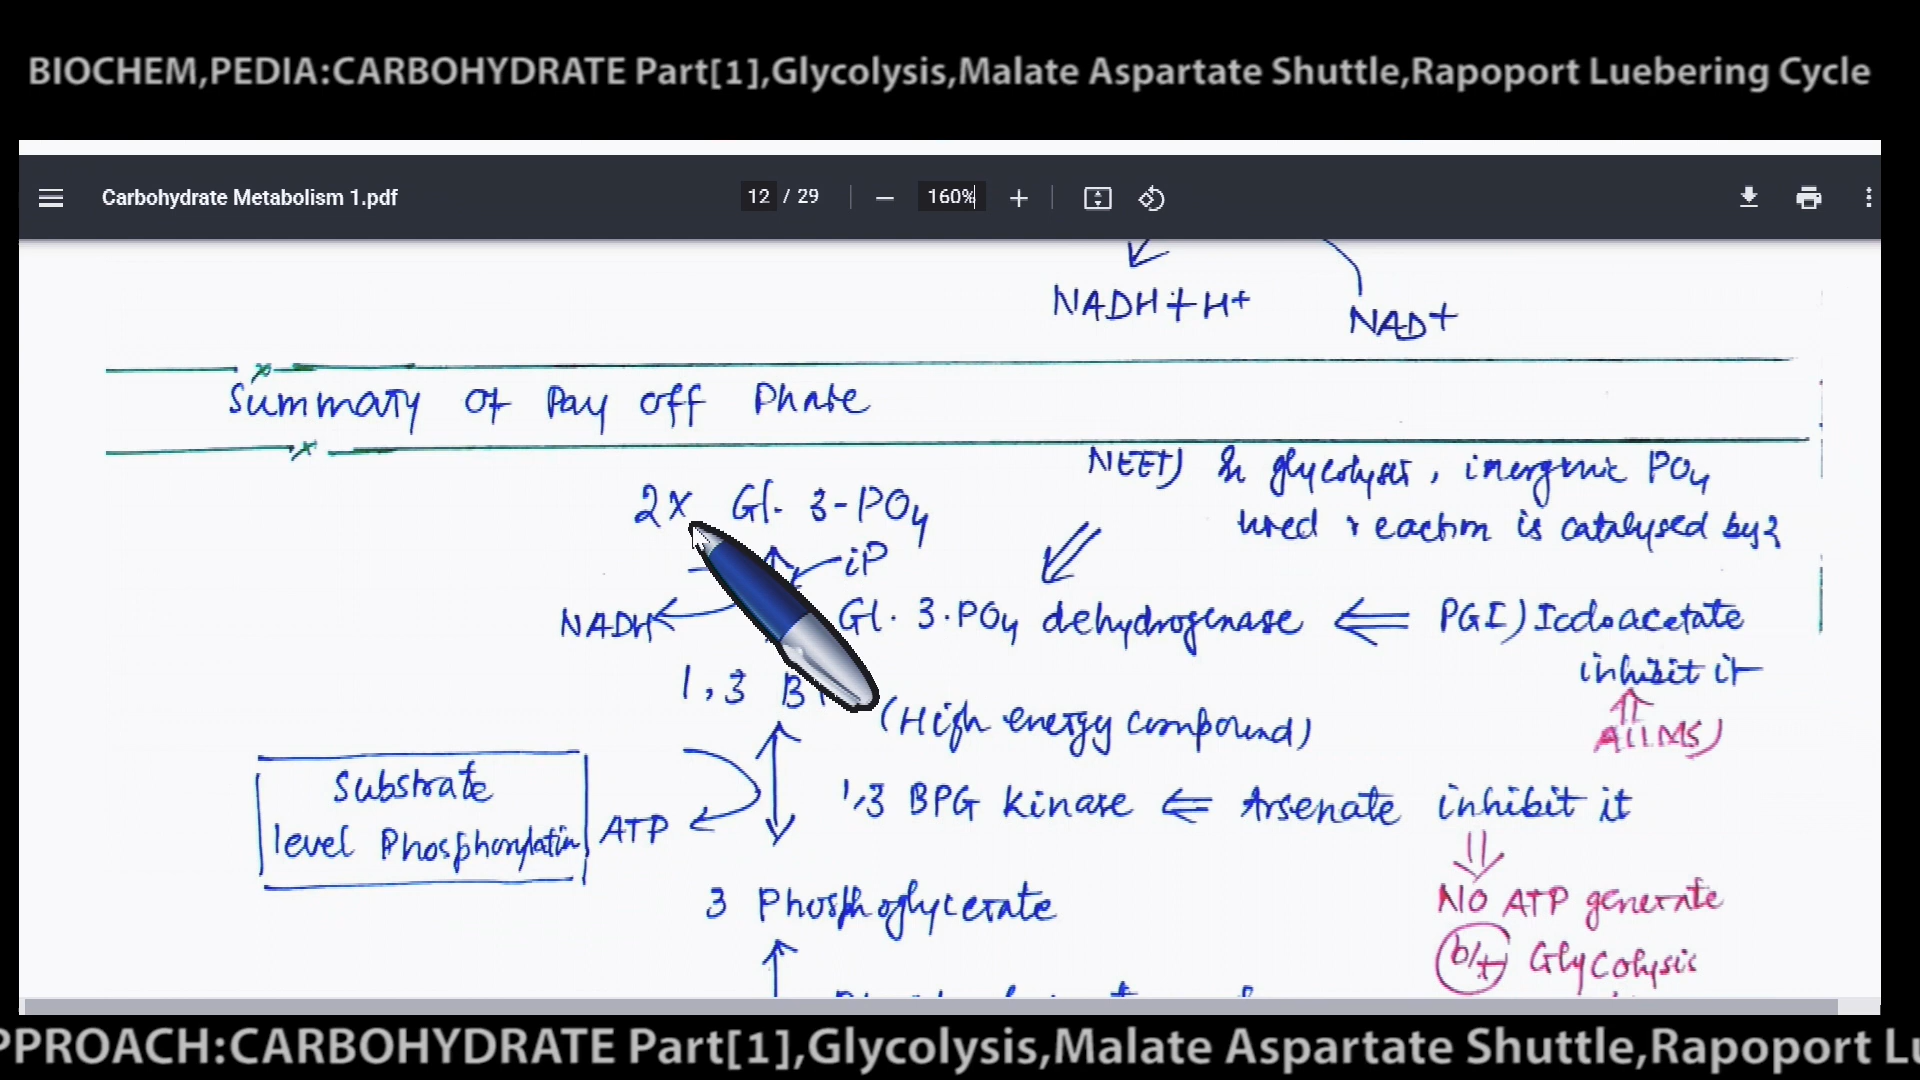 BIOCHEM,PEDIA:CARBOHYDRATE Part[1],Glycolysis,Malate Aspartate Shuttle,Rapoport Luebering Cycle
Carbohydrate Metabolism 1.pdf
12 / 29
160%
NADH+H+
NAD+
Summary of Pay off Phase
NEET) In glycolysis, inorganic PO4
used reaction is catalysed by?
2x Gl. 3-PO4
iP
NADH
Gl. 3.PO4 dehydrogenase
PGI) Iodoacetate
inhibit it
AIIMS)
1,3
(High energy compound)
Substrate
level Phosphorylation
ATP
1,3 BPG kinase
Arsenate inhibit it
No ATP generate
b/t Glycolysis
3 Phosphoglycerate
PPROACH:CARBOHYDRATE Part[1],Glycolysis,Malate Aspartate Shuttle,Rapoport Lu